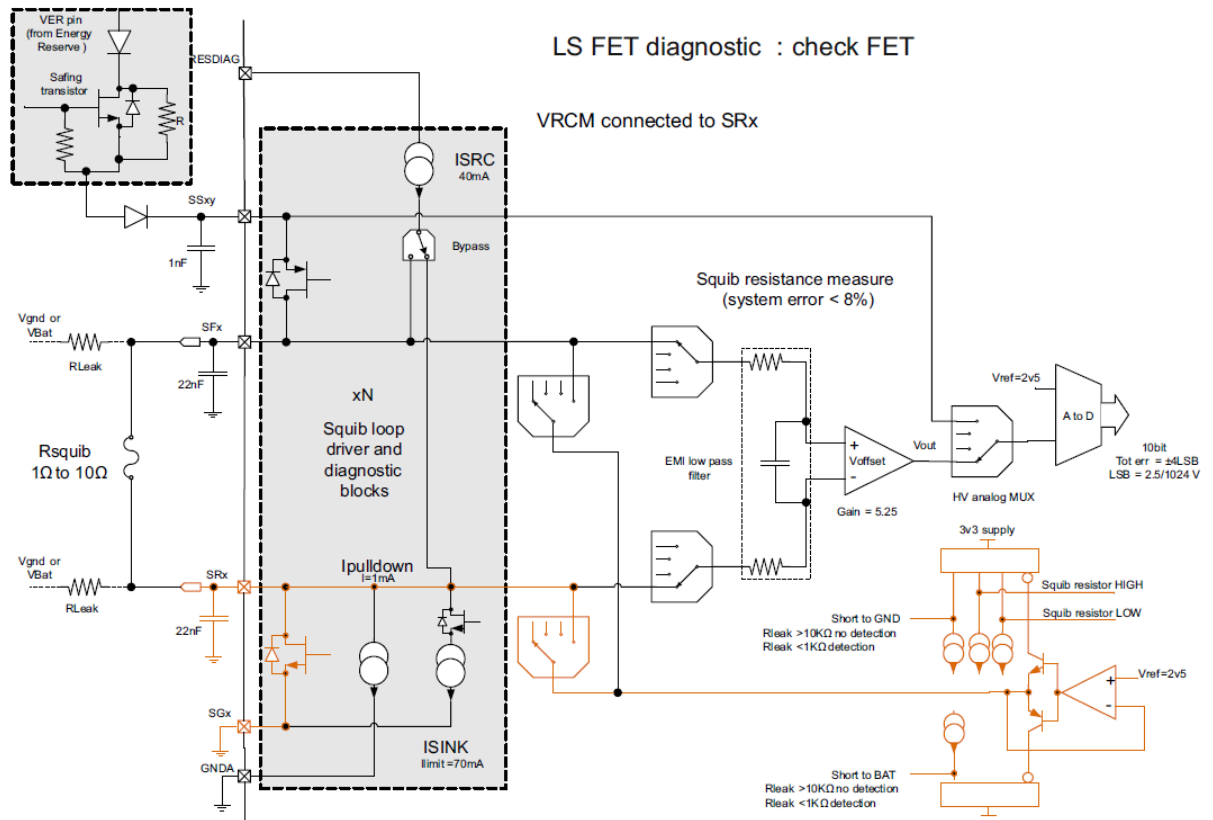 VER pin
(from Energy
Reserve )
LS FET diagnostic : check FET
RESDIAG
Safing
transistor
R
VRCM connected to SRx
ISRC
40mA
SSxy
Bypass
1nF
Squib resistance measure
(system error < 8%)
Vgnd or
VBat
SFx
RLeak
22nF
Vref=2v5
A to D
xN
Squib loop
driver and
diagnostic
blocks
Rsquib
1Ω to 10Ω
EMI low pass
filter
+
Voffset
-
Vout
Gain = 5.25
HV analog MUX
10bit
Tot err = ±4LSB
LSB = 2.5/1024 V
3v3 supply
Vgnd or
VBat
SRx
Ipulldown
I=1mA
RLeak
22nF
Squib resistor HIGH
Squib resistor LOW
Short to GND
Rleak >10KΩ no detection
Rleak <1KΩ detection
Vref=2v5
+
-
SGx
ISINK
Ilimit =70mA
GNDA
Short to BAT
Rleak >10KΩ no detection
Rleak <1KΩ detection